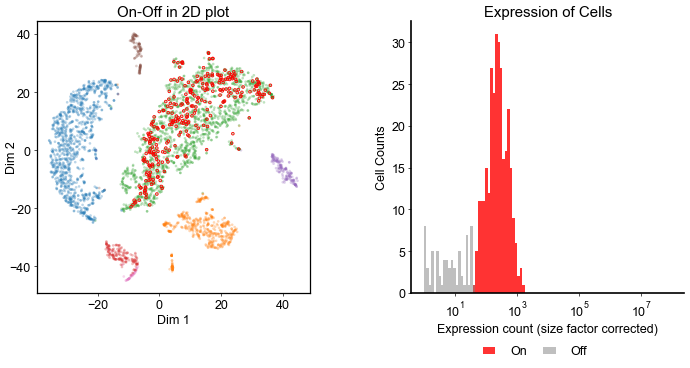 On-Off in 2D plot
40
20
0
−20
−40
Dim 2
−20
0
20
40
Dim 1
Expression of Cells
30
25
20
15
10
5
0
Cell Counts
10^1
10^3
10^5
10^7
Expression count (size factor corrected)
On
Off